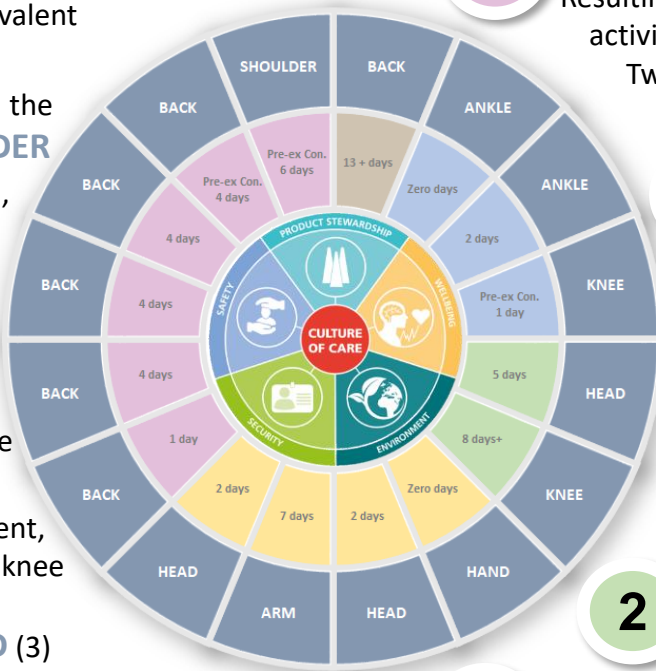 valent
the
DER
,
e
ent,
knee
(3)
Resulting
activi
Tw
2
BACK
ANKLE
ANKLE
KNEE
HEAD
KNEE
HAND
HEAD
ARM
HEAD
BACK
BACK
BACK
BACK
BACK
SHOULDER
13 + days
Zero days
2 days
Pre-ex Con.
1 day
5 days
8 days+
Zero days
2 days
7 days
2 days
1 day
4 days
4 days
4 days
Pre-ex Con.
4 days
Pre-ex Con.
6 days
PRODUCT STEWARDSHIP
WELLBEING
ENVIRONMENT
SECURITY
SAFETY
CULTURE
OF CARE